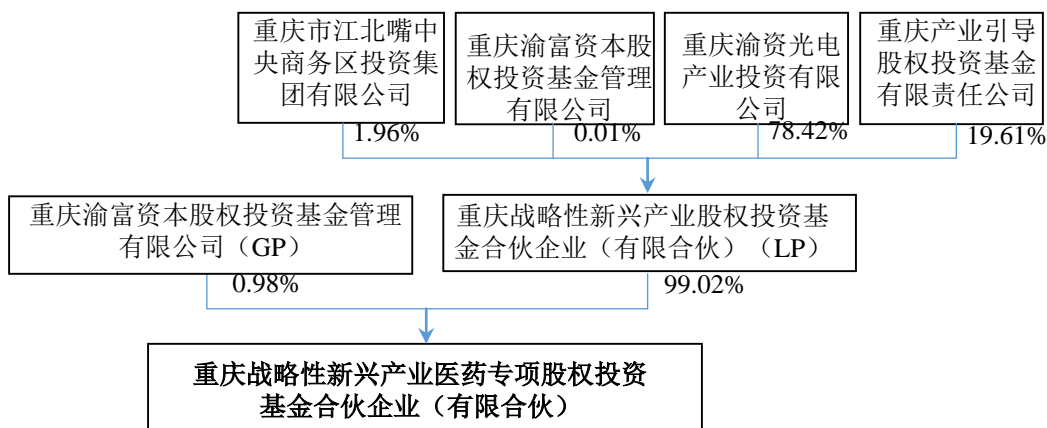 重庆市江北嘴中
央商务区投资集
团有限公司
1.96%
重庆渝富资本股
权投资基金管理
有限公司
0.01%
重庆渝资光电
产业投资有限
公司
78.42%
重庆产业引导
股权投资基金
有限责任公司
19.61%
重庆渝富资本股权投资基金管理
有限公司（GP）
0.98%
重庆战略性新兴产业股权投资基
金合伙企业（有限合伙）（LP）
99.02%
重庆战略性新兴产业医药专项股权投资
基金合伙企业（有限合伙）